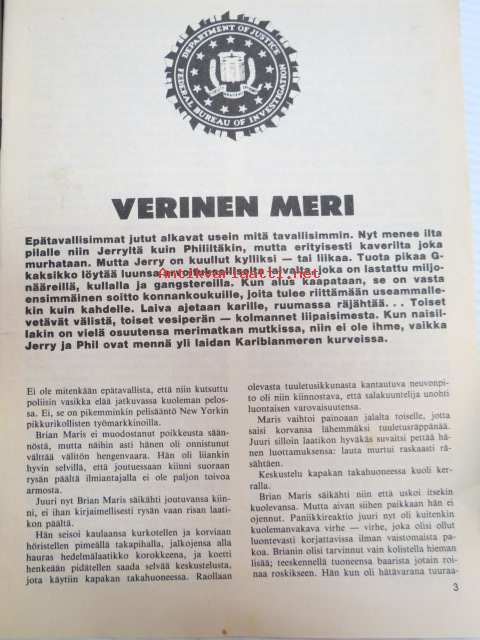 DEPARTMENT OF JUSTICE
FEDERAL BUREAU OF INVESTIGATION
VERINEN MERI
Epätavallisimmat jutut alkavat usein mitä tavallisimmin. Nyt menee ilta
pilalle niin Jerryltä kuin Phililtäkin, mutta erityisesti kaverilta joka
murhataan. Mutta Jerry on kuullut kylliksi — tai liikaa. Tuota pikaa G-
kaksikko löytää luunsa laivalta, joka on lastattu miljo-
nääreillä, kullalla ja gangstereilla. Kun alus kaapataan, se on vasta
ensimmäinen soitto konnankoukuille, joita tulee riittämään useammalle-
kin kuin kahdelle. Laiva ajetaan karille, ruumassa räjähtää... Toiset
vetävät välistä, toiset vesiperän — kolmannet liipaisimesta. Kun naisil-
lakin on vielä osuutensa merimatkan mutkissa, niin ei ole ihme, vaikka
Jerry ja Phil ovat mennä yli laidan Karibianmeren kurveissa.
Ei ole mitenkään epätavallista, että niin kutsuttu
poliisin vasikka elää jatkuvassa kuoleman pelos-
sa. Ei, se on pikemminkin pelisääntö New Yorkin
pikkurikollisten työmarkkinoilla.
Brian Maris ei muodostanut poikkeusta sään-
nöstä, mutta näihin asti hänen oli onnistunut
välttää välitön hengenvaara. Hän oli liiankin
hyvin selvillä, että joutuessaan kiinni suoraan
rysän päältä ilmiantajalla ei ole paljon toivoa
armosta.
Juuri nyt Brian Maris säikähti joutuvansa kiin-
ni, ei ihan kirjaimellisesti rysän vaan risan laati-
kon päältä.
Hän seisoi kaulaansa kurkotellen ja korviaan
höristellen pimeällä takapihalla, jalkojensa alla
hauras hedelmälaatikko korokkeena, ja koetti
henkeään pidätellen saada selvää keskustelusta,
jota käytiin kapakan takahuoneessa. Raollaan
olevasta tuuletusikkunasta kantautuva neuvonpi-
to oli niin kiinnostava, että salakuuntelija unohti
luontaisen varovaisuutensa.
Maris vaihtoi painoaan jalalta toiselle, jotta
saisi korvansa lähemmäksi tuuletusräppänää.
Juuri silloin laatikon hyväkäs suvaitsi pettää hä-
nen luottamuksensa: lauta murtui raskaasti rä-
sähtäen.
Keskustelu kapakan takahuoneessa kuoli ker-
ralla.
Brian Maris säikähti niin että uskoi itsekin
kuolevansa. Mutta aivan siihen paikkaan hän ei
ojennut. Paniikkireaktio juuri nyt oli kuitenkin
kuolemanvakava virhe — virhe, joka olisi ollut
luontevasti korjattavissa ilman vaistomaista pa-
koa. Brianin olisi tarvinnut vain kolistella hieman
lisää; teeskennellä tuoneensa baarista jotain roi-
naa roskikseen. Hän kun oli hätävarana tuuraa-
3